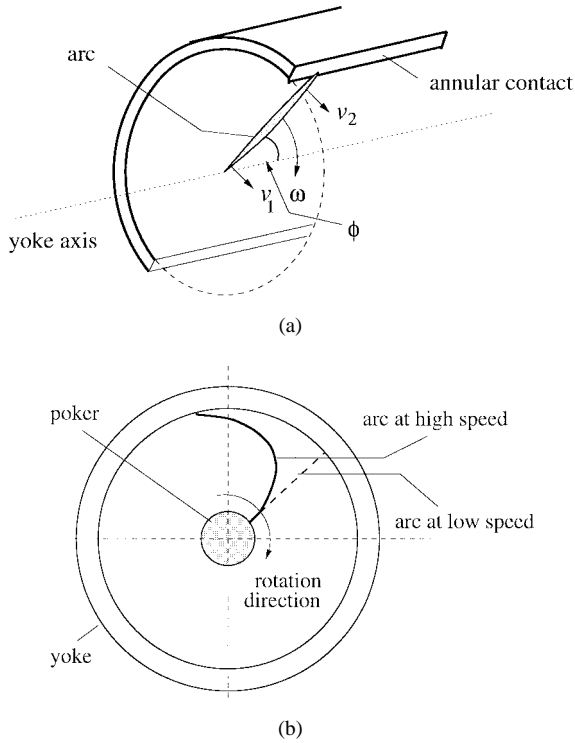 arc
annular contact
v2
v1
ω
ϕ
yoke axis
(a)
poker
arc at high speed
arc at low speed
rotation
direction
yoke
(b)